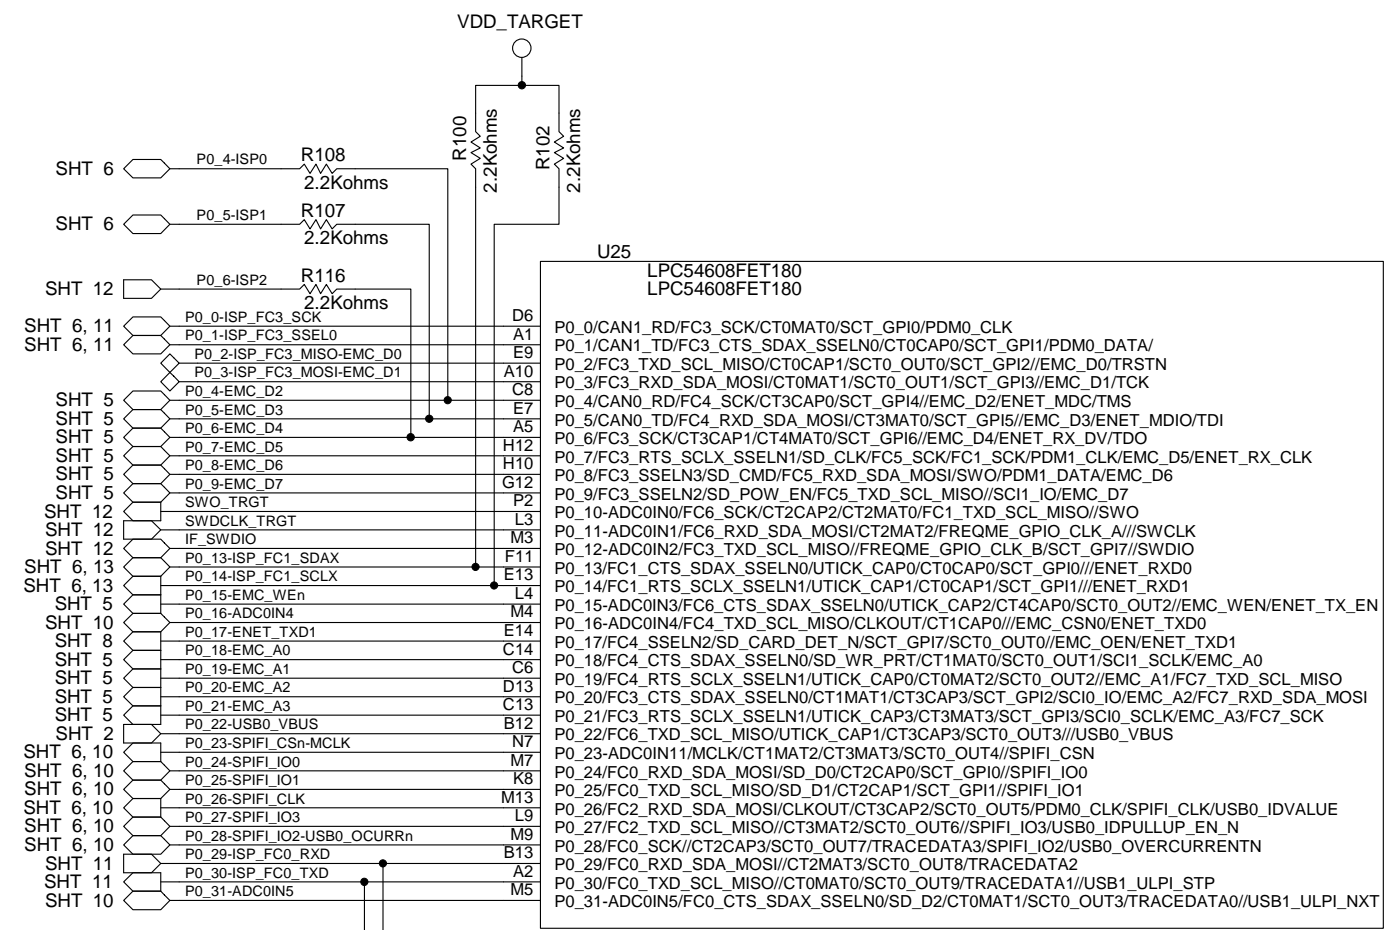 VDD_TARGET
R100
2.2Kohms
R102
2.2Kohms
SHT 6 P0_4-ISP0 R108
2.2Kohms
SHT 6 P0_5-ISP1 R107
2.2Kohms
U25
LPC54608FET180
LPC54608FET180
SHT 12 P0_6-ISP2 R116
2.2Kohms
SHT 6, 11 P0_0-ISP_FC3_SCK D6 P0_0/CAN1_RD/FC3_SCK/CT0MAT0/SCT_GPI0/PDM0_CLK
SHT 6, 11 P0_1-ISP_FC3_SSEL0 A1 P0_1/CAN1_TD/FC3_CTS_SDAX_SSELN0/CT0CAP0/SCT_GPI1/PDM0_DATA/
P0_2-ISP_FC3_MISO-EMC_D0 E9 P0_2/FC3_TXD_SCL_MISO/CT0CAP1/SCT0_OUT0/SCT_GPI2//EMC_D0/TRSTN
P0_3-ISP_FC3_MOSI-EMC_D1 A10 P0_3/FC3_RXD_SDA_MOSI/CT0MAT1/SCT0_OUT1/SCT_GPI3//EMC_D1/TCK
SHT 5 P0_4-EMC_D2 C8 P0_4/CAN0_RD/FC4_SCK/CT3CAP0/SCT_GPI4//EMC_D2/ENET_MDC/TMS
SHT 5 P0_5-EMC_D3 E7 P0_5/CAN0_TD/FC4_RXD_SDA_MOSI/CT3MAT0/SCT_GPI5//EMC_D3/ENET_MDIO/TDI
SHT 5 P0_6-EMC_D4 A5 P0_6/FC3_SCK/CT3CAP1/CT4MAT0/SCT_GPI6//EMC_D4/ENET_RX_DV/TDO
SHT 5 P0_7-EMC_D5 H12 P0_7/FC3_RTS_SCLX_SSELN1/SD_CLK/FC5_SCK/FC1_SCK/PDM1_CLK/EMC_D5/ENET_RX_CLK
SHT 5 P0_8-EMC_D6 H10 P0_8/FC3_SSELN3/SD_CMD/FC5_RXD_SDA_MOSI/SWO/PDM1_DATA/EMC_D6
SHT 5 P0_9-EMC_D7 G12 P0_9/FC3_SSELN2/SD_POW_EN/FC5_TXD_SCL_MISO//SCI1_IO/EMC_D7
SHT 12 SWO_TRGT P2 P0_10-ADC0IN0/FC6_SCK/CT2CAP2/CT2MAT0/FC1_TXD_SCL_MISO//SWO
SHT 12 SWDCLK_TRGT L3 P0_11-ADC0IN1/FC6_RXD_SDA_MOSI/CT2MAT2/FREQME_GPIO_CLK_A///SWCLK
SHT 12 IF_SWDIO M3 P0_12-ADC0IN2/FC3_TXD_SCL_MISO//FREQME_GPIO_CLK_B/SCT_GPI7//SWDIO
SHT 6, 13 P0_13-ISP_FC1_SDAX F11 P0_13/FC1_CTS_SDAX_SSELN0/UTICK_CAP0/CT0CAP0/SCT_GPI0///ENET_RXD0
SHT 6, 13 P0_14-ISP_FC1_SCLX E13 P0_14/FC1_RTS_SCLX_SSELN1/UTICK_CAP1/CT0CAP1/SCT_GPI1///ENET_RXD1
SHT 5 P0_15-EMC_WEn L4 P0_15-ADC0IN3/FC6_CTS_SDAX_SSELN0/UTICK_CAP2/CT4CAP0/SCT0_OUT2//EMC_WEN/ENET_TX_EN
SHT 10 P0_16-ADC0IN4 M4 P0_16-ADC0IN4/FC4_TXD_SCL_MISO/CLKOUT/CT1CAP0///EMC_CSN0/ENET_TXD0
SHT 8 P0_17-ENET_TXD1 E14 P0_17/FC4_SSELN2/SD_CARD_DET_N/SCT_GPI7/SCT0_OUT0//EMC_OEN/ENET_TXD1
SHT 5 P0_18-EMC_A0 C14 P0_18/FC4_CTS_SDAX_SSELN0/SD_WR_PRT/CT1MAT0/SCT0_OUT1/SCI1_SCLK/EMC_A0
SHT 5 P0_19-EMC_A1 C6 P0_19/FC4_RTS_SCLX_SSELN1/UTICK_CAP0/CT0MAT2/SCT0_OUT2//EMC_A1/FC7_TXD_SCL_MISO
SHT 5 P0_20-EMC_A2 D13 P0_20/FC3_CTS_SDAX_SSELN0/CT1MAT1/CT3CAP3/SCT_GPI2/SCI0_IO/EMC_A2/FC7_RXD_SDA_MOSI
SHT 5 P0_21-EMC_A3 C13 P0_21/FC3_RTS_SCLX_SSELN1/UTICK_CAP3/CT3MAT3/SCT_GPI3/SCI0_SCLK/EMC_A3/FC7_SCK
SHT 2 P0_22-USB0_VBUS B12 P0_22/FC6_TXD_SCL_MISO/UTICK_CAP1/CT3CAP3/SCT0_OUT3///USB0_VBUS
SHT 6, 10 P0_23-SPIFI_CSn-MCLK N7 P0_23-ADC0IN11/MCLK/CT1MAT2/CT3MAT3/SCT0_OUT4//SPIFI_CSN
SHT 6, 10 P0_24-SPIFI_IO0 M7 P0_24/FC0_RXD_SDA_MOSI/SD_D0/CT2CAP0/SCT_GPI0//SPIFI_IO0
SHT 6, 10 P0_25-SPIFI_IO1 K8 P0_25/FC0_TXD_SCL_MISO/SD_D1/CT2CAP1/SCT_GPI1//SPIFI_IO1
SHT 6, 10 P0_26-SPIFI_CLK M13 P0_26/FC2_RXD_SDA_MOSI/CLKOUT/CT3CAP2/SCT0_OUT5/PDM0_CLK/SPIFI_CLK/USB0_IDVALUE
SHT 6, 10 P0_27-SPIFI_IO3 L9 P0_27/FC2_TXD_SCL_MISO//CT3MAT2/SCT0_OUT6//SPIFI_IO3/USB0_IDPULLUP_EN_N
SHT 6, 10 P0_28-SPIFI_IO2-USB0_OCURRn M9 P0_28/FC0_SCK//CT2CAP3/SCT0_OUT7/TRACEDATA3/SPIFI_IO2/USB0_OVERCURRENTN
SHT 11 P0_29-ISP_FC0_RXD B13 P0_29/FC0_RXD_SDA_MOSI//CT2MAT3/SCT0_OUT8/TRACEDATA2
SHT 11 P0_30-ISP_FC0_TXD A2 P0_30/FC0_TXD_SCL_MISO//CT0MAT0/SCT0_OUT9/TRACEDATA1//USB1_ULPI_STP
SHT 10 P0_31-ADC0IN5 M5 P0_31-ADC0IN5/FC0_CTS_SDAX_SSELN0/SD_D2/CT0MAT1/SCT0_OUT3/TRACEDATA0//USB1_ULPI_NXT